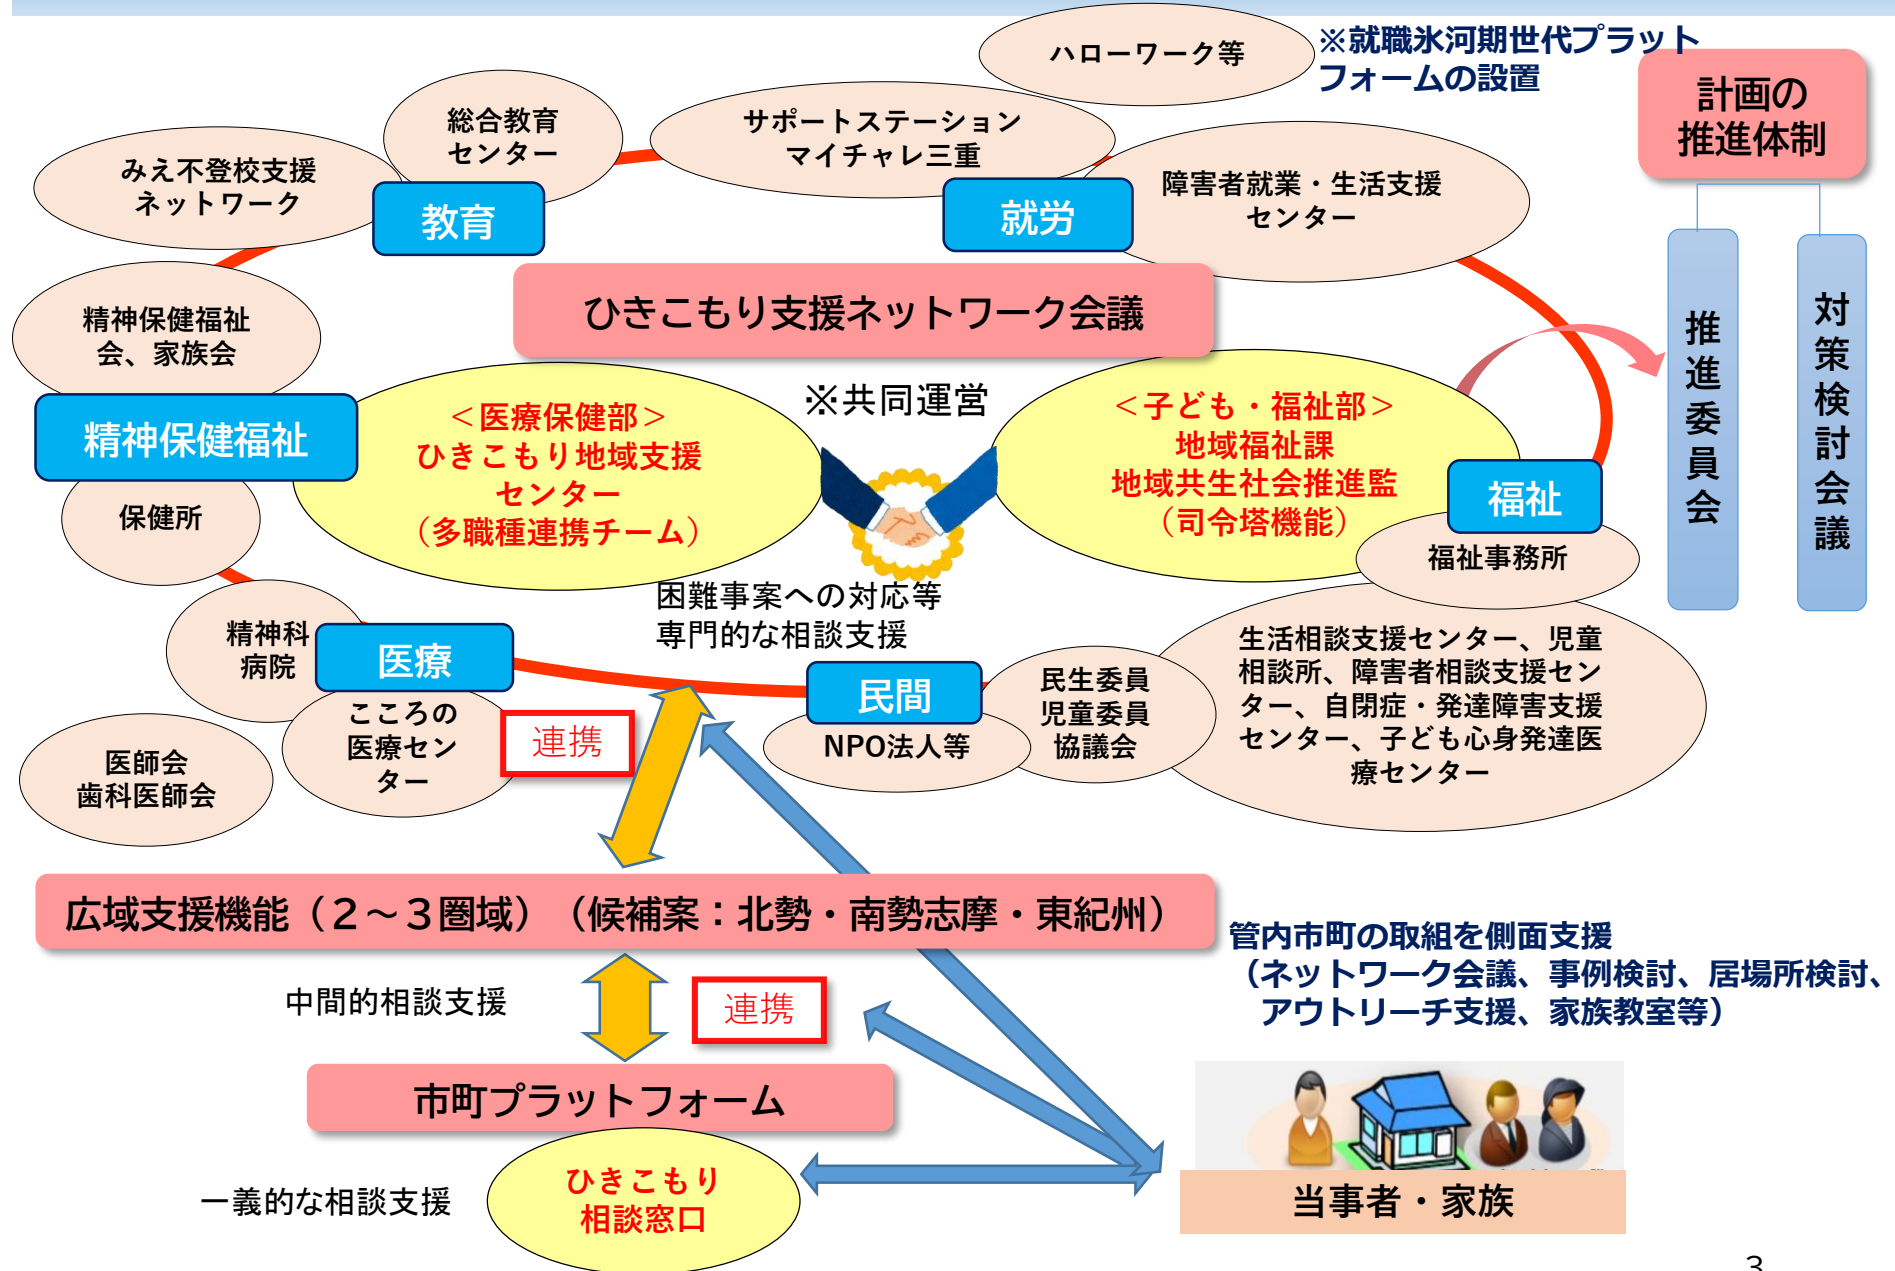 ハローワーク等
※就職氷河期世代プラット
フォームの設置
計画の
推進体制
総合教育
センター
サポートステーション
マイチャレ三重
みえ不登校支援
ネットワーク
障害者就業・生活支援
センター
教育
就労
ひきこもり支援ネットワーク会議
推進委員会
対策検討会議
精神保健福祉
会、家族会
精神保健福祉
※共同運営
＜医療保健部＞
ひきこもり地域支援
センター
（多職種連携チーム）
＜子ども・福祉部＞
地域福祉課
地域共生社会推進監
（司令塔機能）
福祉
保健所
福祉事務所
困難事案への対応等
専門的な相談支援
精神科
病院
医療
民間
民生委員
児童委員
協議会
生活相談支援センター、児童
相談所、障害者相談支援セン
ター、自閉症・発達障害支援
センター、子ども心身発達医
療センター
こころの
医療セン
ター
連携
NPO法人等
医師会
歯科医師会
広域支援機能（２～３圏域）（候補案：北勢・南勢志摩・東紀州）
管内市町の取組を側面支援
（ネットワーク会議、事例検討、居場所検討、
アウトリーチ支援、家族教室等）
中間的相談支援
連携
市町プラットフォーム
一義的な相談支援
ひきこもり
相談窓口
当事者・家族
3